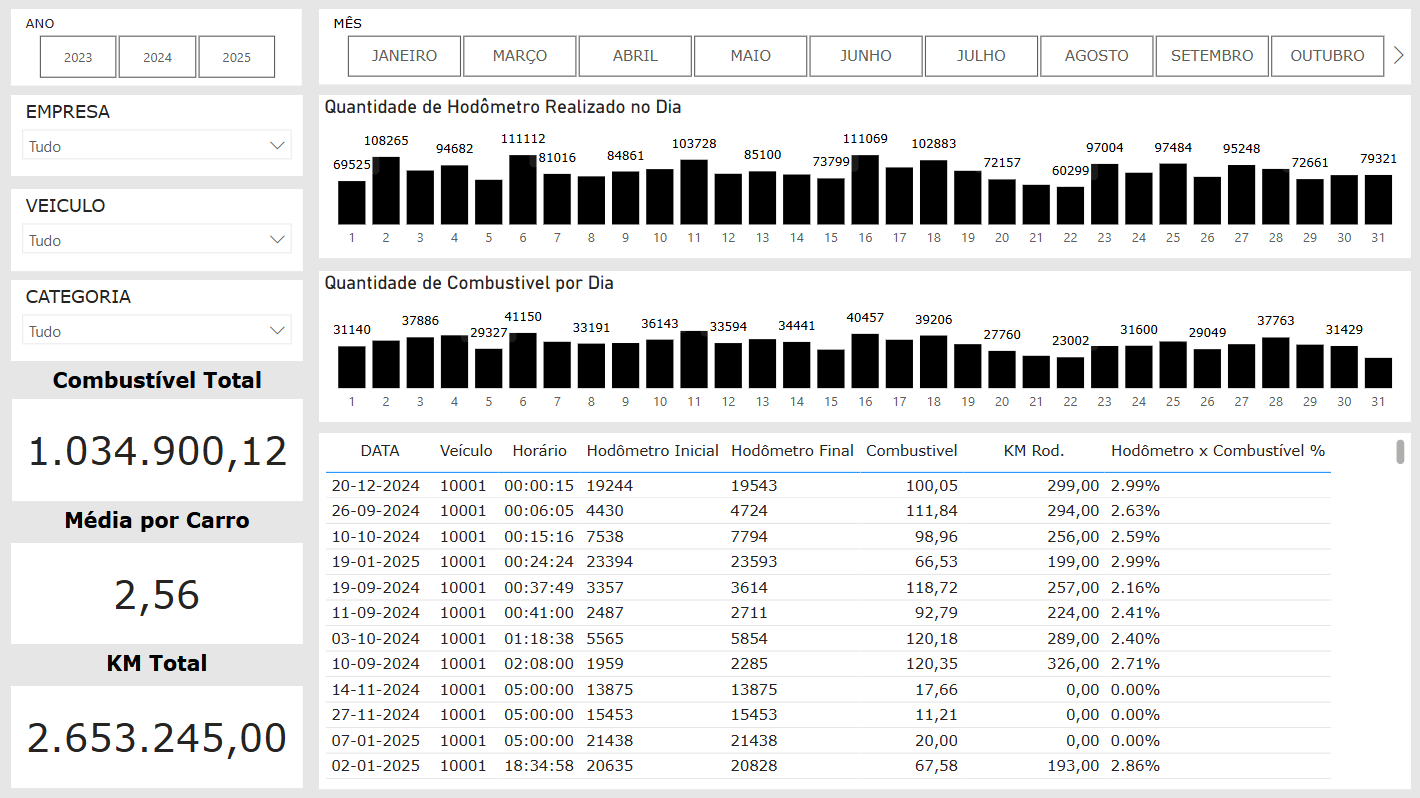 ANO
2023 2024 2025
EMPRESA
Tudo
VEICULO
Tudo
CATEGORIA
Tudo
Combustível Total
1.034.900,12
Média por Carro
2,56
KM Total
2.653.245,00
MÊS
JANEIRO MARÇO ABRIL MAIO JUNHO JULHO AGOSTO SETEMBRO OUTUBRO
Quantidade de Hodômetro Realizado no Dia
69525 108265 94682 111112 81016 84861 103728 85100 73799 111069 102883 72157 60299 97004 97484 95248 72661 79321
1 2 3 4 5 6 7 8 9 10 11 12 13 14 15 16 17 18 19 20 21 22 23 24 25 26 27 28 29 30 31
Quantidade de Combustivel por Dia
31140 37886 29327 41150 33191 36143 33594 34441 40457 39206 27760 23002 31600 29049 37763 31429
1 2 3 4 5 6 7 8 9 10 11 12 13 14 15 16 17 18 19 20 21 22 23 24 25 26 27 28 29 30 31
DATA Veículo Horário Hodômetro Inicial Hodômetro Final Combustivel KM Rod. Hodômetro x Combustível %
20-12-2024 10001 00:00:15 19244 19543 100,05 299,00 2.99%
26-09-2024 10001 00:06:05 4430 4724 111,84 294,00 2.63%
10-10-2024 10001 00:15:16 7538 7794 98,96 256,00 2.59%
19-01-2025 10001 00:24:24 23394 23593 66,53 199,00 2.99%
19-09-2024 10001 00:37:49 3357 3614 118,72 257,00 2.16%
11-09-2024 10001 00:41:00 2487 2711 92,79 224,00 2.41%
03-10-2024 10001 01:18:38 5565 5854 120,18 289,00 2.40%
10-09-2024 10001 02:08:00 1959 2285 120,35 326,00 2.71%
14-11-2024 10001 05:00:00 13875 13875 17,66 0,00 0.00%
27-11-2024 10001 05:00:00 15453 15453 11,21 0,00 0.00%
07-01-2025 10001 05:00:00 21438 21438 20,00 0,00 0.00%
02-01-2025 10001 18:34:58 20635 20828 67,58 193,00 2.86%